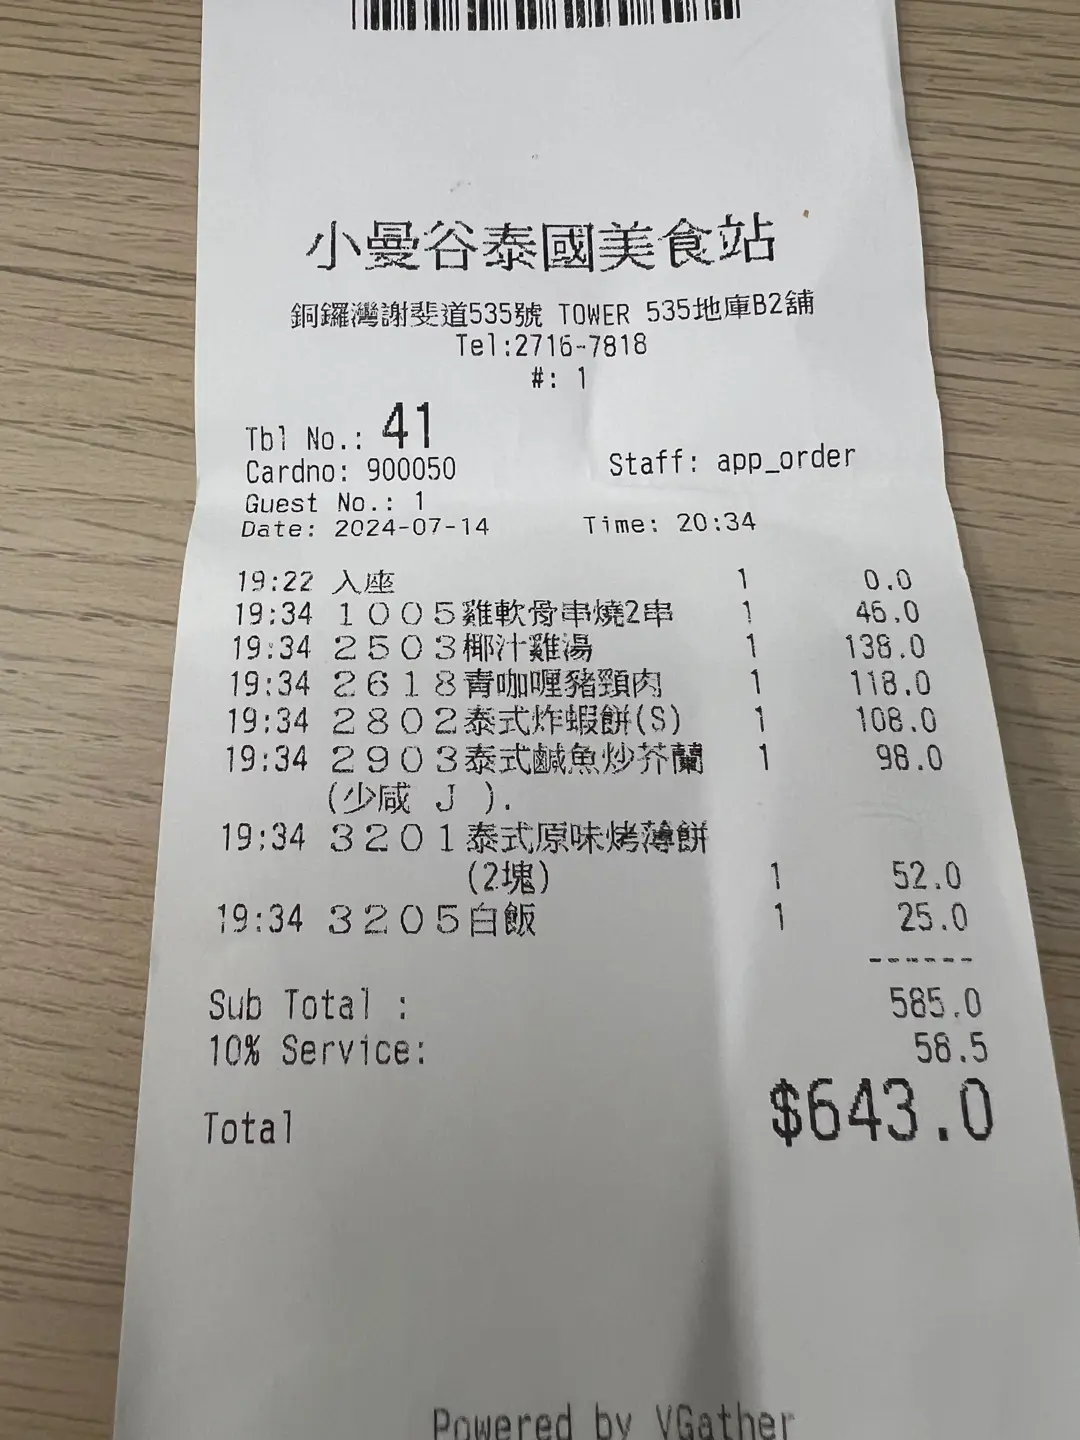 小曼谷泰國美食站
銅鑼灣謝斐道535號 TOWER 535地庫B2舖
Tel:2716-7818
#: 1
Tbl No.: 41
Cardno: 900050 Staff: app_order
Guest No.: 1
Date: 2024-07-14 Time: 20:34
19:22 入座 1 0.0
19:34 1005雞軟骨串燒2串 1 46.0
19:34 2503椰汁雞湯 1 138.0
19:34 2618青咖喱豬頸肉 1 118.0
19:34 2802泰式炸蝦餅(S) 1 108.0
19:34 2903泰式鹹魚炒芥蘭 1 98.0
(少咸 J ).
19:34 3201泰式原味烤薄餅
(2塊) 1 52.0
19:34 3205白飯 1 25.0
------
Sub Total : 585.0
10% Service: 58.5
Total $643.0
Powered by VGather